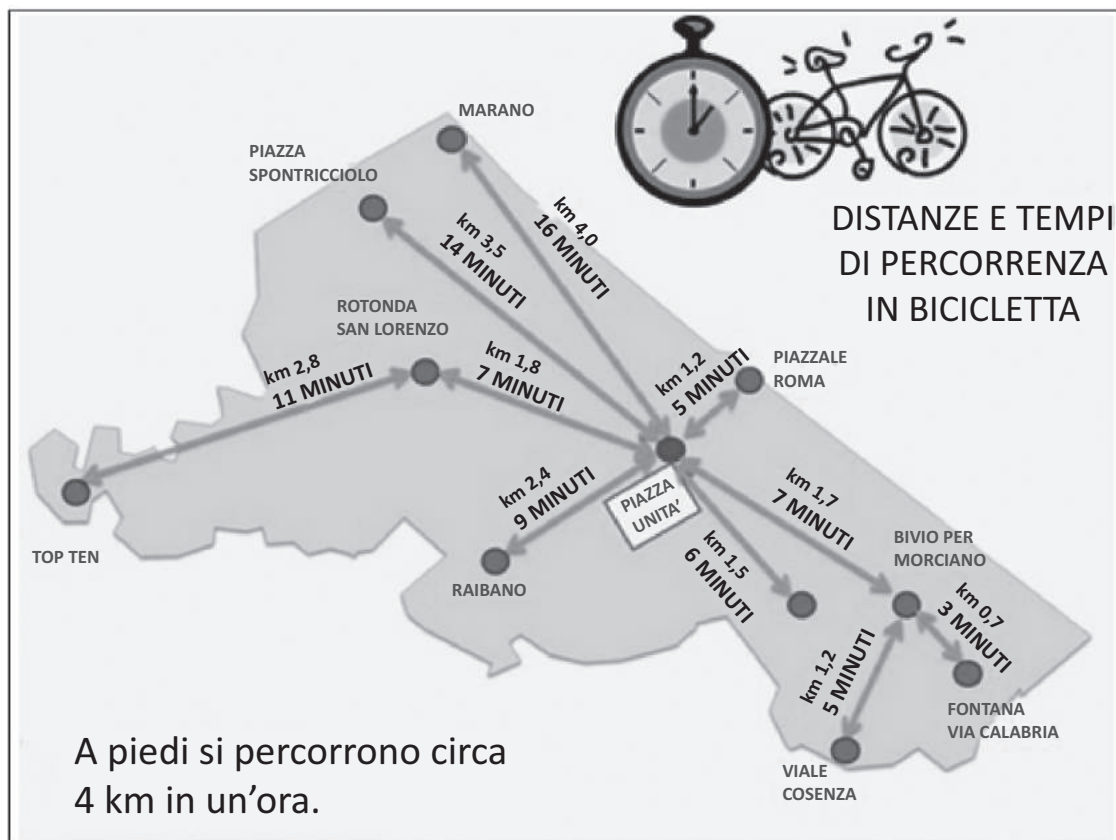 MARANO
PIAZZA
SPONTRICCIOLO
km 4,0
16 MINUTI
km 3,5
14 MINUTI
DISTANZE E TEMPI
DI PERCORRENZA
IN BICICLETTA
ROTONDA
SAN LORENZO
km 2,8
11 MINUTI
km 1,8
7 MINUTI
km 1,2
5 MINUTI
PIAZZALE
ROMA
km 2,4
9 MINUTI
PIAZZA
UNITA'
km 1,7
7 MINUTI
TOP TEN
RAIBANO
km 1,5
6 MINUTI
BIVIO PER
MORCIANO
km 0,7
3 MINUTI
km 1,2
5 MINUTI
FONTANA
VIA CALABRIA
VIALE
COSENZA
A piedi si percorrono circa
4 km in un'ora.